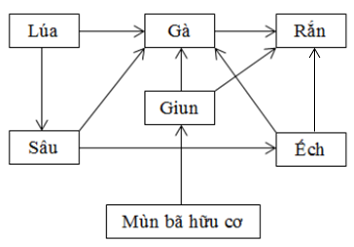 Lúa
Gà
Rắn
Giun
Sâu
Ếch
Mùn bã hữu cơ